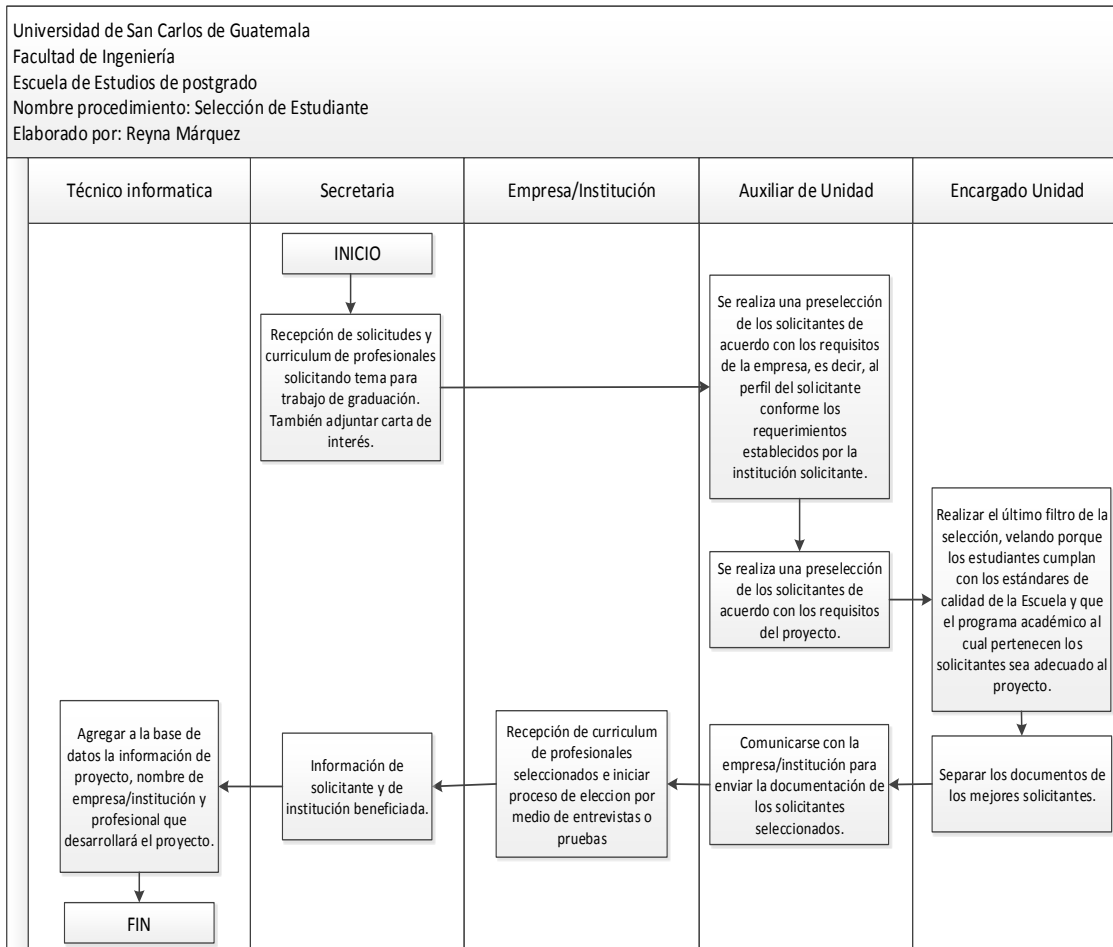 Universidad de San Carlos de Guatemala
Facultad de Ingeniería
Escuela de Estudios de postgrado
Nombre procedimiento: Selección de Estudiante
Elaborado por: Reyna Márquez
Técnico informatica
Secretaria
Empresa/Institución
Auxiliar de Unidad
Encargado Unidad
INICIO
Recepción de solicitudes y
curriculum de profesionales
solicitando tema para
trabajo de graduación.
También adjuntar carta de
interés.
Se realiza una preselección
de los solicitantes de
acuerdo con los requisitos
de la empresa, es decir, al
perfil del solicitante
conforme los
requerimientos
establecidos por la
institución solicitante.
Se realiza una preselección
de los solicitantes de
acuerdo con los requisitos
del proyecto.
Realizar el último filtro de la
selección, velando porque
los estudiantes cumplan
con los estándares de
calidad de la Escuela y que
el programa académico al
cual pertenecen los
solicitantes sea adecuado al
proyecto.
Separar los documentos de
los mejores solicitantes.
Comunicarse con la
empresa/institución para
enviar la documentación de
los solicitantes
seleccionados.
Recepción de curriculum
de profesionales
seleccionados e iniciar
proceso de eleccion por
medio de entrevistas o
pruebas
Información de
solicitante y de
institución beneficiada.
Agregar a la base de
datos la información de
proyecto, nombre de
empresa/institución y
profesional que
desarrollará el proyecto.
FIN